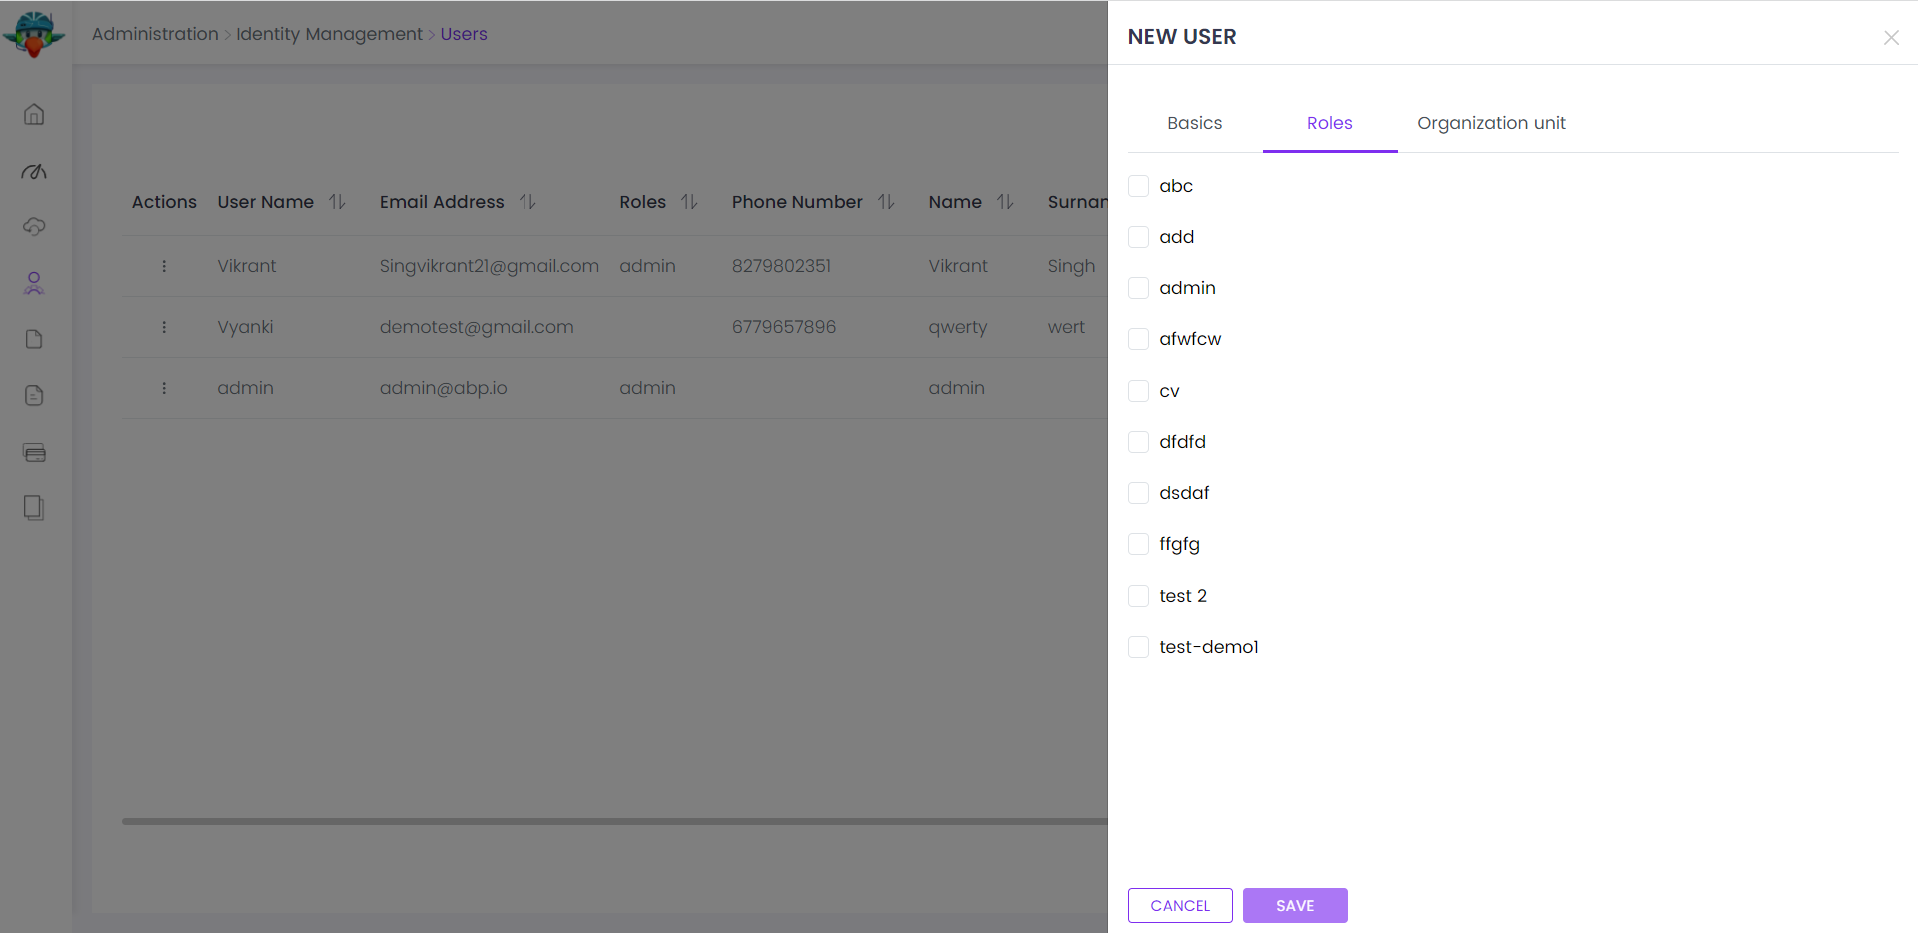 Administration > Identity Management > Users
Actions User Name Email Address Roles Phone Number Name Surnan
Vikrant Singvikrant21@gmail.com admin 8279802351 Vikrant Singh
Vyanki demotest@gmail.com 6779657896 qwerty wert
admin admin@abp.io admin admin
NEW USER
Basics Roles Organization unit
abc
add
admin
afwfcw
cv
dfdfd
dsdaf
ffgfg
test 2
test-demo1
CANCEL SAVE